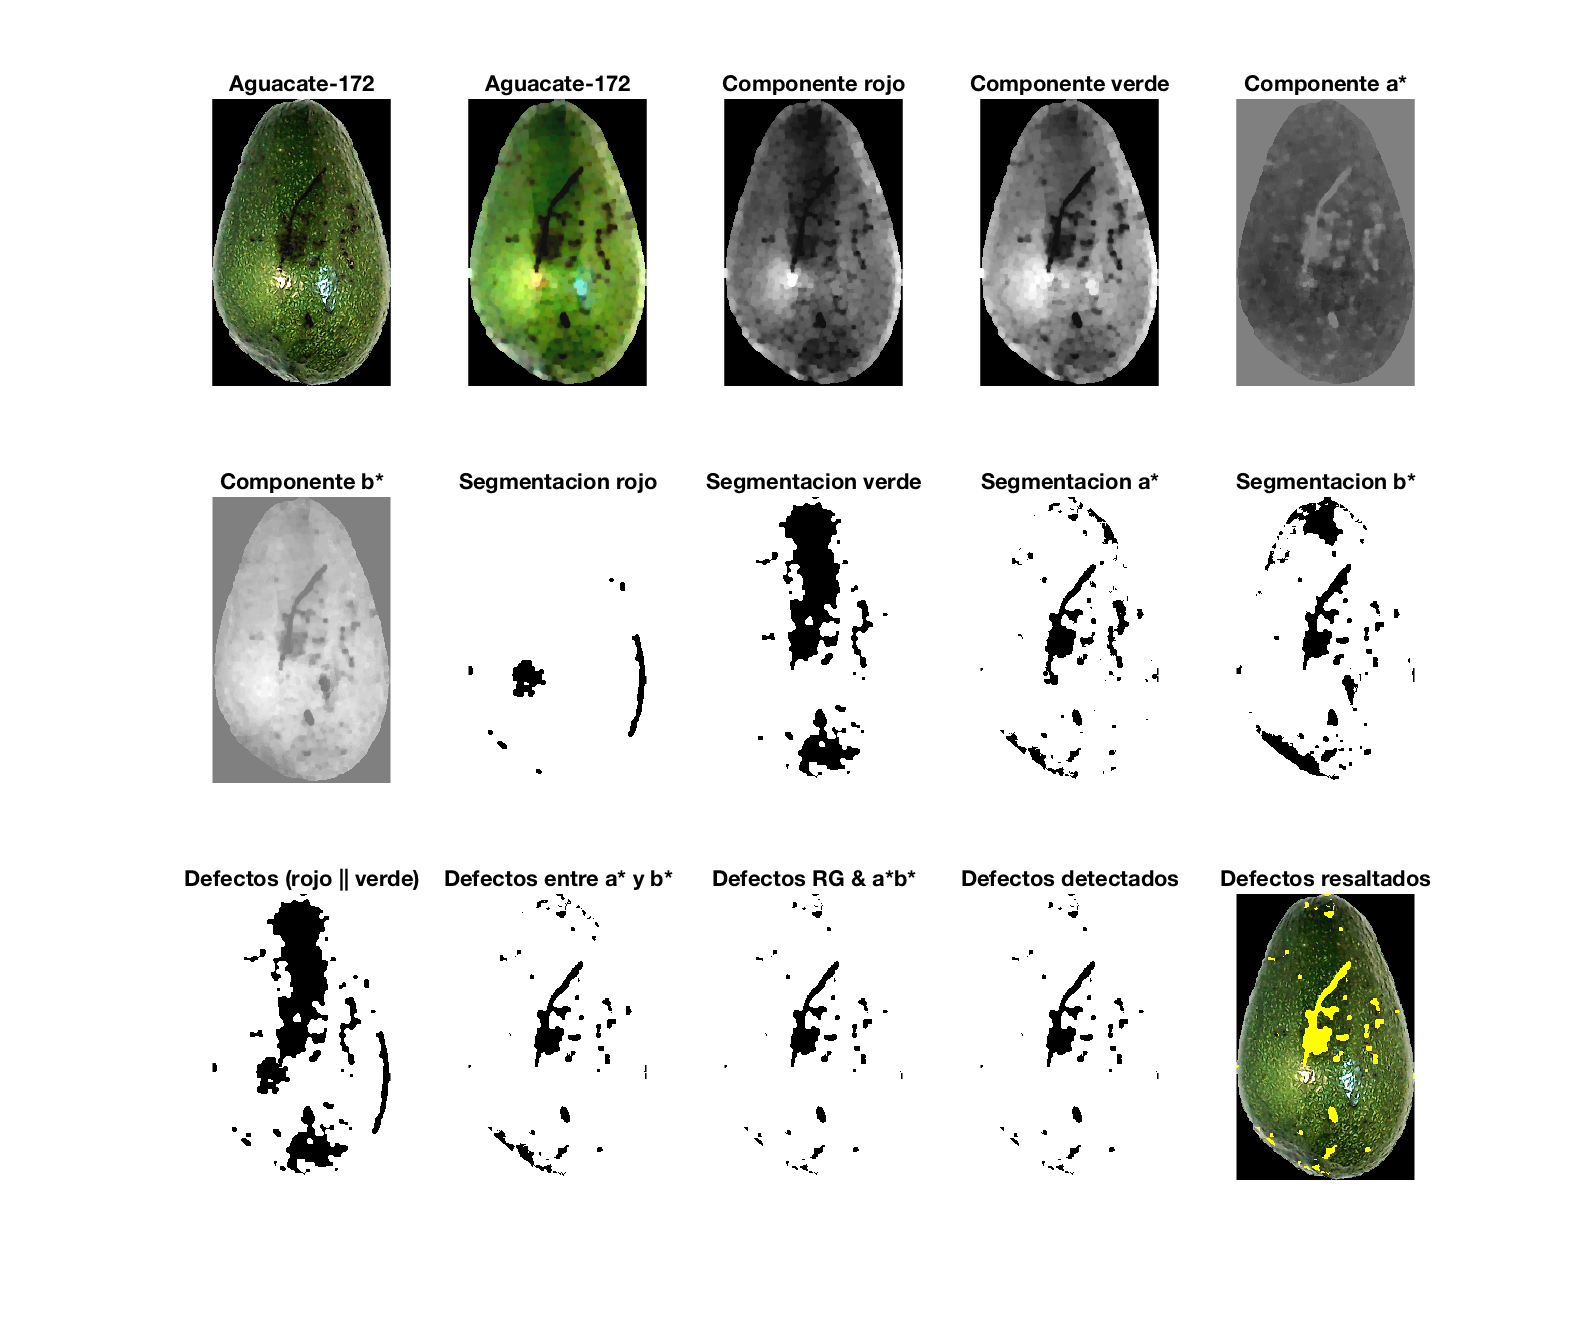 Aguacate-172
Aguacate-172
Componente rojo
Componente verde
Componente a*
Componente b*
Segmentacion rojo
Segmentacion verde
Segmentacion a*
Segmentacion b*
Defectos (rojo || verde)
Defectos entre a* y b*
Defectos RG & a*b*
Defectos detectados
Defectos resaltados